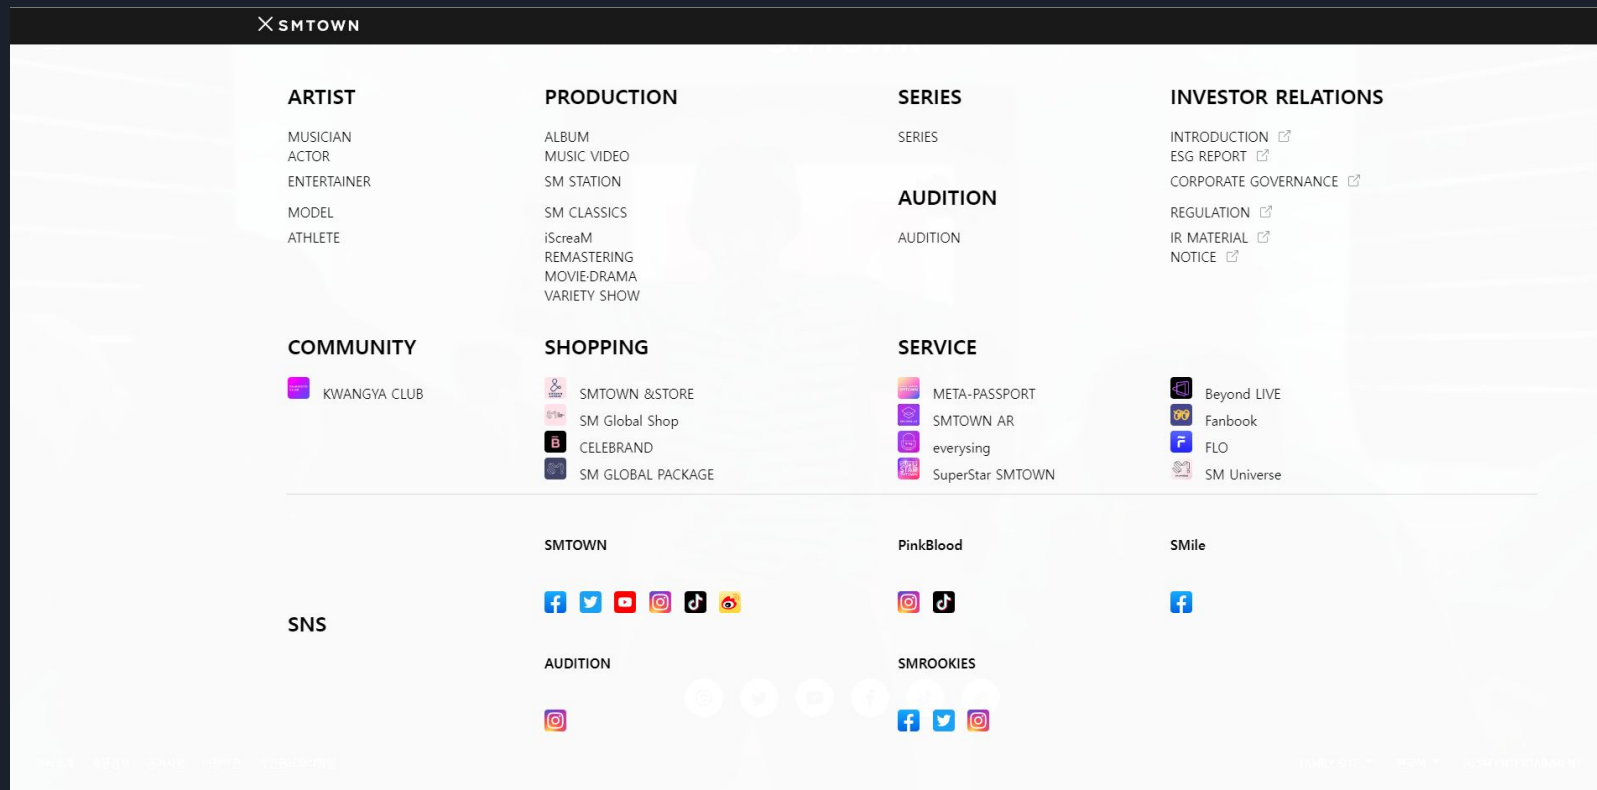 SMTOWN
ARTIST
MUSICIAN
ACTOR
ENTERTAINER
MODEL
ATHLETE
PRODUCTION
ALBUM
MUSIC VIDEO
SM STATION
SM CLASSICS
iScreaM
REMASTERING
MOVIE·DRAMA
VARIETY SHOW
SERIES
SERIES
AUDITION
AUDITION
INVESTOR RELATIONS
INTRODUCTION
ESG REPORT
CORPORATE GOVERNANCE
REGULATION
IR MATERIAL
NOTICE
COMMUNITY
KWANGYA CLUB
SHOPPING
SMTOWN &STORE
SM Global Shop
CELEBRAND
SM GLOBAL PACKAGE
SERVICE
META-PASSPORT
SMTOWN AR
everysing
SuperStar SMTOWN
Beyond LIVE
Fanbook
FLO
SM Universe
SNS
SMTOWN
PinkBlood
SMile
AUDITION
SMROOKIES